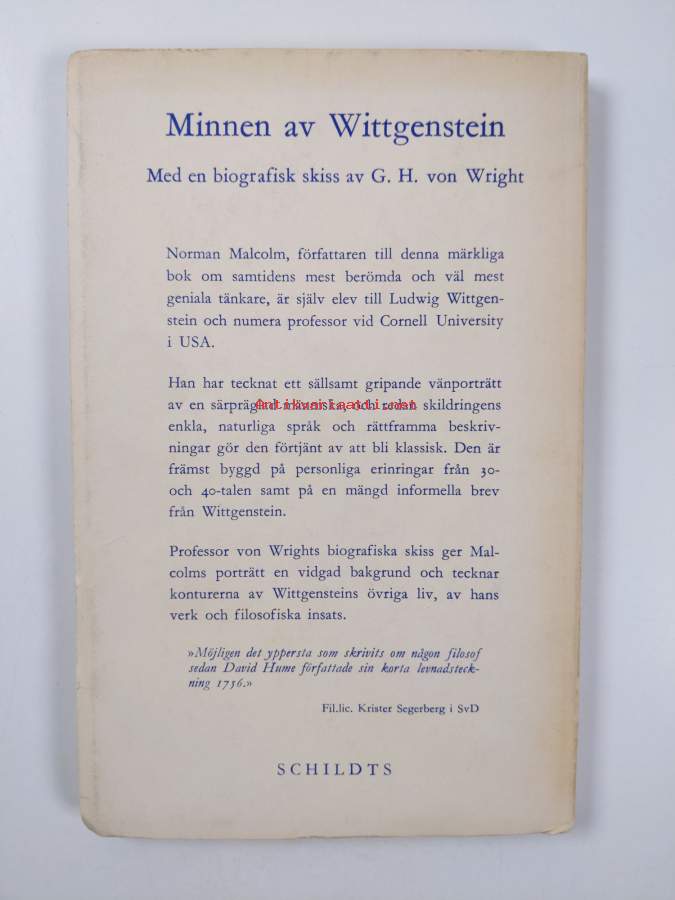 Minnen av Wittgenstein
Med en biografisk skiss av G. H. von Wright
Norman Malcolm, författaren till denna märkliga
bok om samtidens mest berömda och väl mest
geniala tänkare, är själv elev till Ludwig Wittgen-
stein och numera professor vid Cornell University
i USA.
Han har tecknat ett sällsamt gripande vänporträtt
av en särpräglad människa, och redan skildringens
Antikvariaatti.net
enkla, naturliga språk och rättframma beskriv-
ningar gör den förtjänt av att bli klassisk. Den är
främst byggd på personliga erinringar från 30-
och 40-talen samt på en mängd informella brev
från Wittgenstein.
Professor von Wrights biografiska skiss ger Mal-
colms porträtt en vidgad bakgrund och tecknar
konturerna av Wittgensteins övriga liv, av hans
verk och filosofiska insats.
»Möjligen det yppersta som skrivits om någon filosof
sedan David Hume författade sin korta levnadsteck-
ning 1756.»
Fil.lic. Krister Segerberg i SvD
SCHILDTS